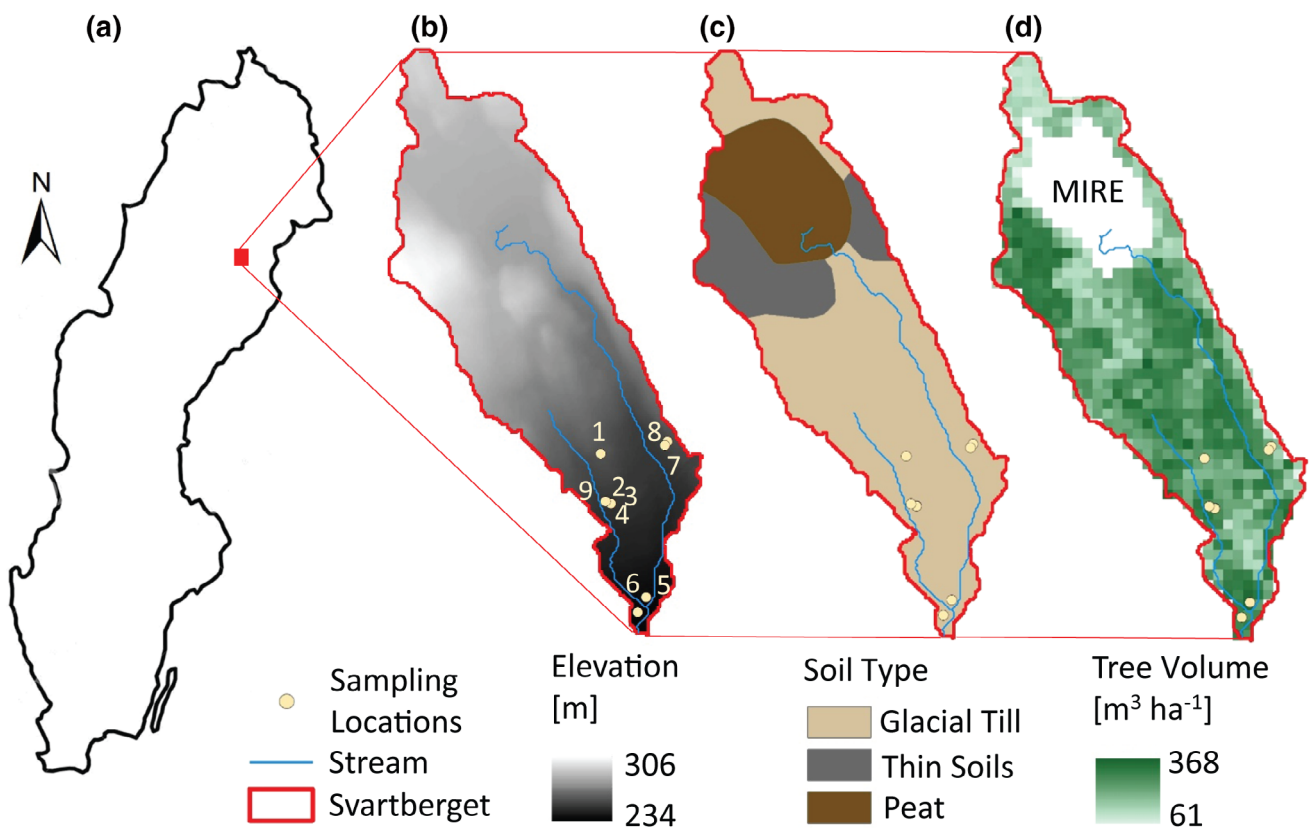 (a)
(b)
(c)
(d)
N
MIRE
1
8
7
9
2
3
4
6
5
Sampling
Locations
Stream
Svartberget
Elevation
[m]
306
234
Soil Type
Glacial Till
Thin Soils
Peat
Tree Volume
[m³ ha⁻¹]
368
61